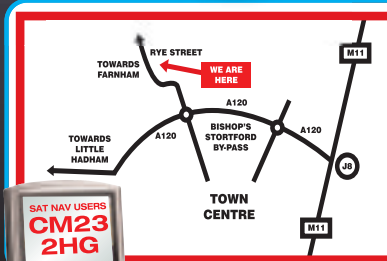 M11
RYE STREET
TOWARDS
FARNHAM
WE ARE
HERE
A120
A120
BISHOP'S
STORTFORD
BY-PASS
A120
TOWARDS
LITTLE
HADHAM
J8
TOWN
CENTRE
M11
SAT NAV USERS
CM23
2HG